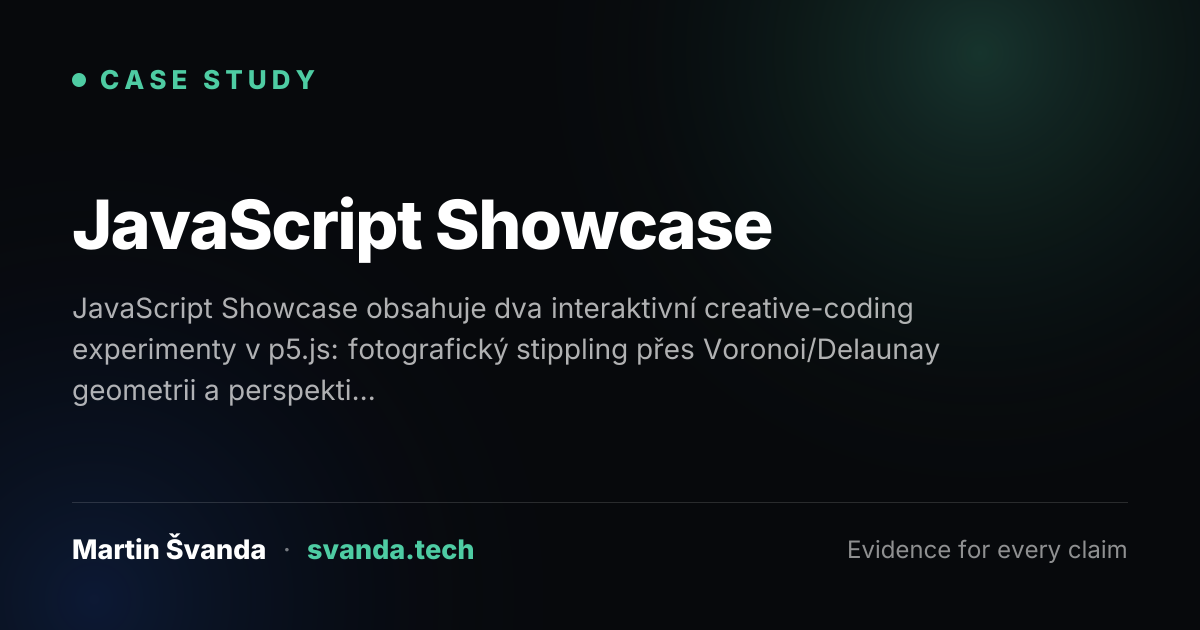 CASE STUDY
JavaScript Showcase
JavaScript Showcase obsahuje dva interaktivní creative-coding
experimenty v p5.js: fotografický stippling přes Voronoi/Delaunay
geometrii a perspekti...
Martin Švanda · svanda.tech
Evidence for every claim